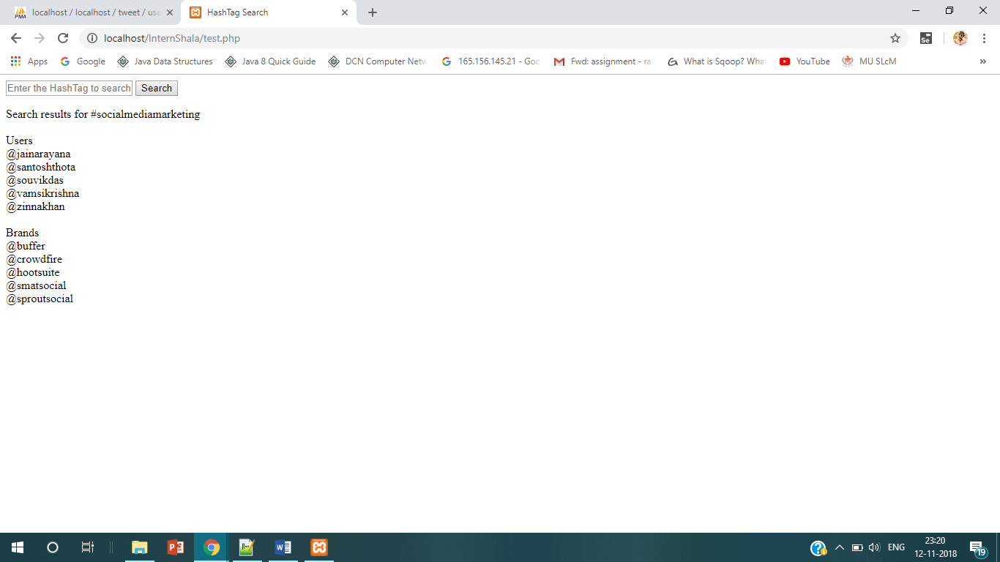 localhost / localhost / tweet / use
HashTag Search
localhost/InternShala/test.php
Apps
Google
Java Data Structures
Java 8 Quick Guide
DCN Computer Netw
165.156.145.21 - Goo
Fwd: assignment - ra
What is Sqoop? Wha
YouTube
MU SLcM
»
Enter the HashTag to search
Search
Search results for #socialmediamarketing
Users
@jainarayana
@santoshthota
@souvikdas
@vamsikrishna
@zinnakhan
Brands
@buffer
@crowdfire
@hootsuite
@smatsocial
@sproutsocial
ENG
23:20
12-11-2018
19